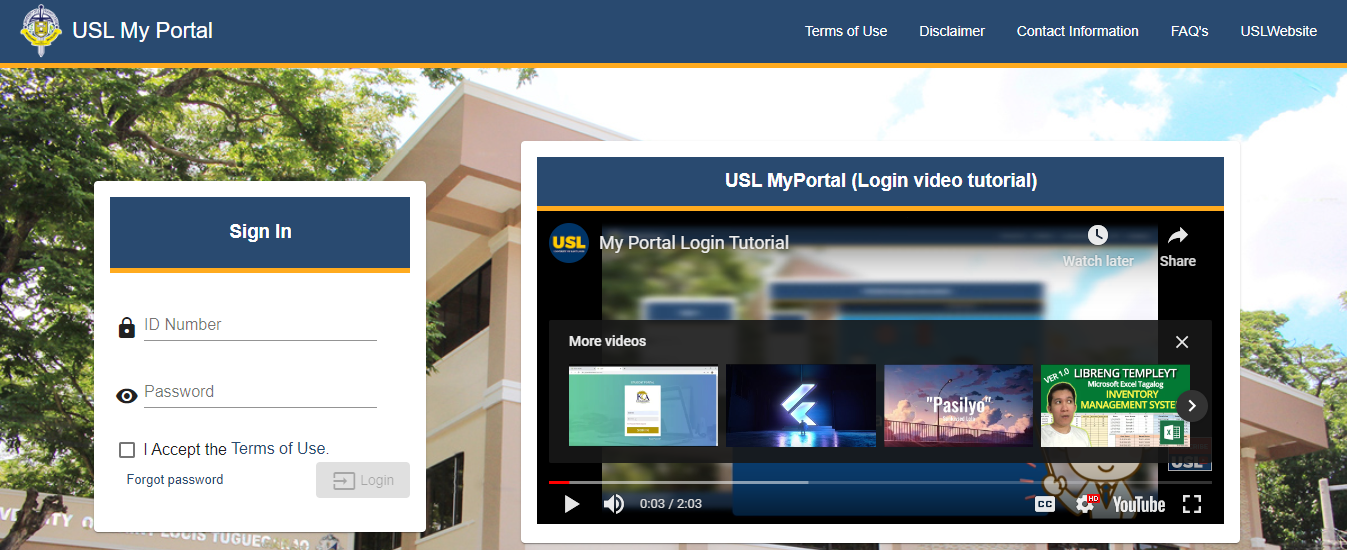 USL My Portal
Terms of Use
Disclaimer
Contact Information
FAQ's
USLWebsite
Sign In
ID Number
Password
I Accept the Terms of Use.
Forgot password
Login
USL MyPortal (Login video tutorial)
USL
My Portal Login Tutorial
Watch later
Share
More videos
"Pasilyo"
VER 1.0
LIBRENG TEMPLEYT
Microsoft Excel Tagalog
INVENTORY
MANAGEMENT SYSTE
USL
0:03 / 2:03
CC
HD
YouTube